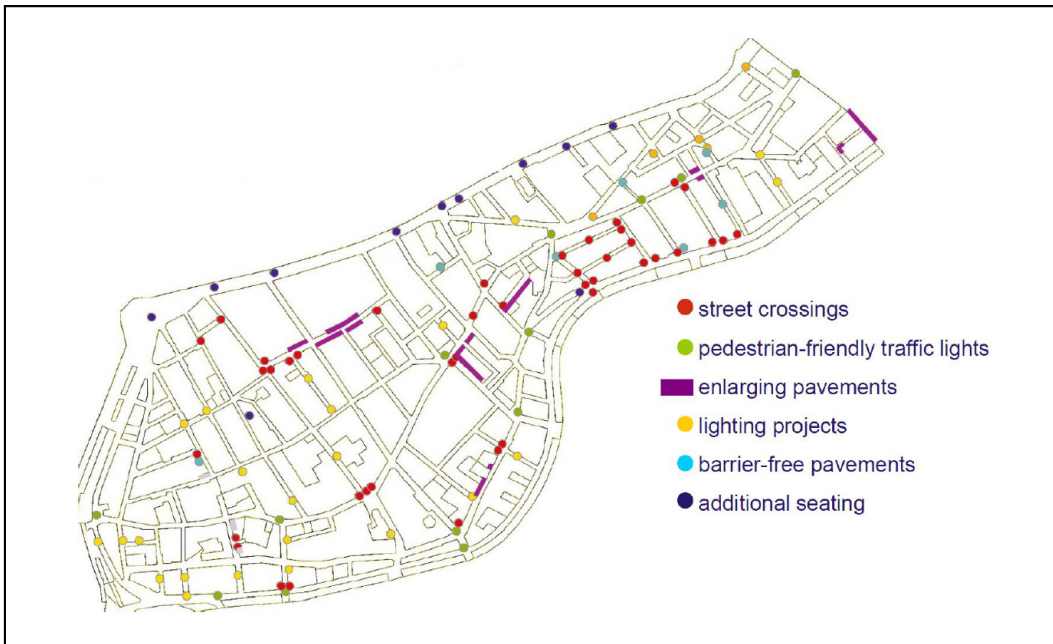 street crossings
pedestrian-friendly traffic lights
enlarging pavements
lighting projects
barrier-free pavements
additional seating